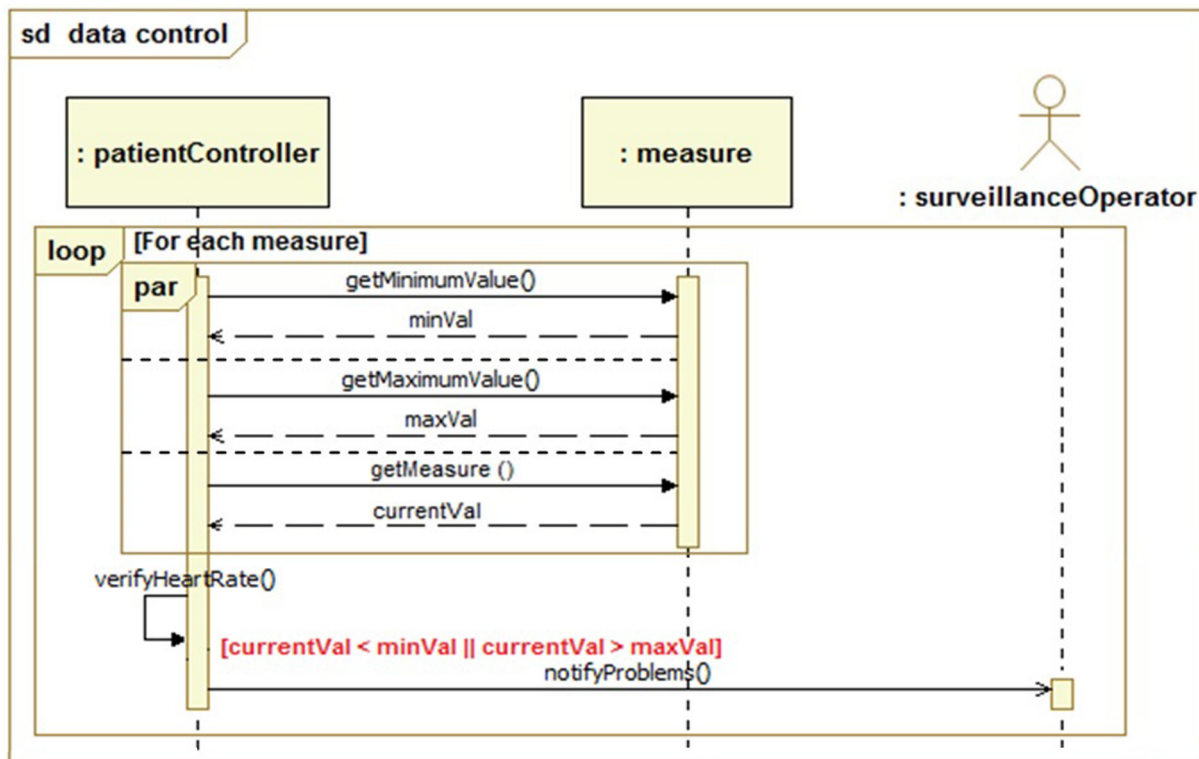 sd data control
: patientController
: measure
: surveillanceOperator
loop
[For each measure]
par
getMinimumValue()
minVal
getMaximumValue()
maxVal
getMeasure ()
currentVal
verifyHeartRate()
[currentVal < minVal || currentVal > maxVal]
notifyProblems()